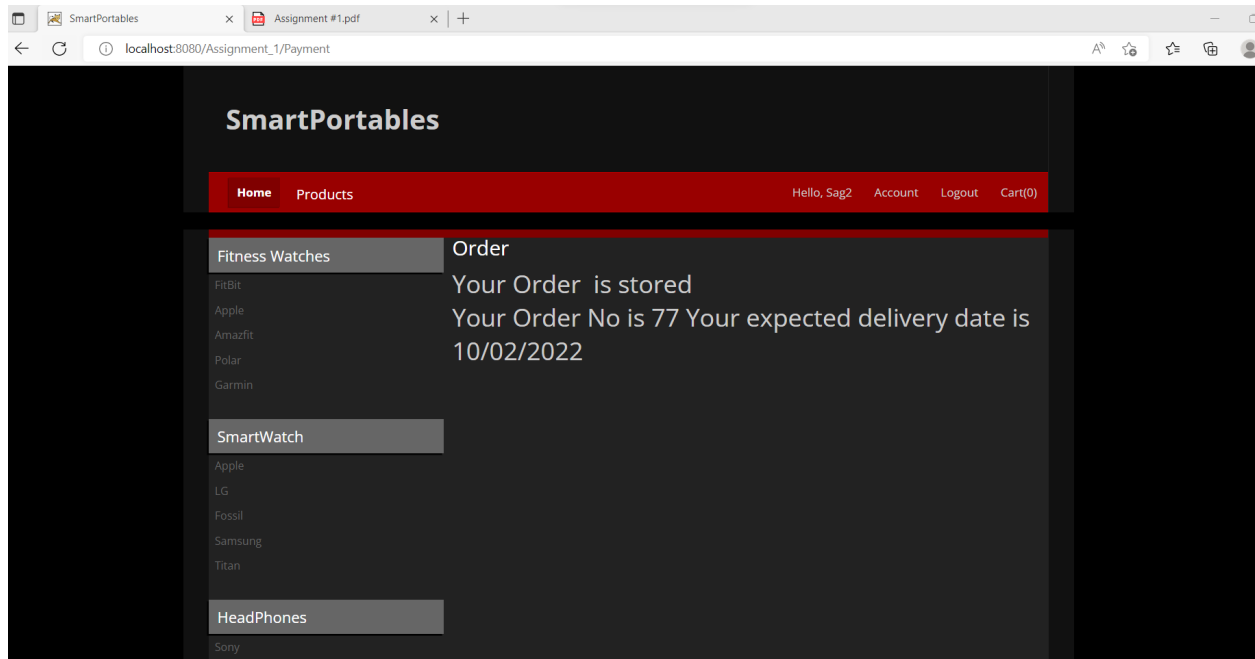 SmartPortables
Assignment #1.pdf
localhost:8080/Assignment_1/Payment
SmartPortables
Home Products Hello, Sag2 Account Logout Cart(0)
Fitness Watches
FitBit
Apple
Amazfit
Polar
Garmin
SmartWatch
Apple
LG
Fossil
Samsung
Titan
HeadPhones
Sony
Order
Your Order is stored
Your Order No is 77 Your expected delivery date is
10/02/2022